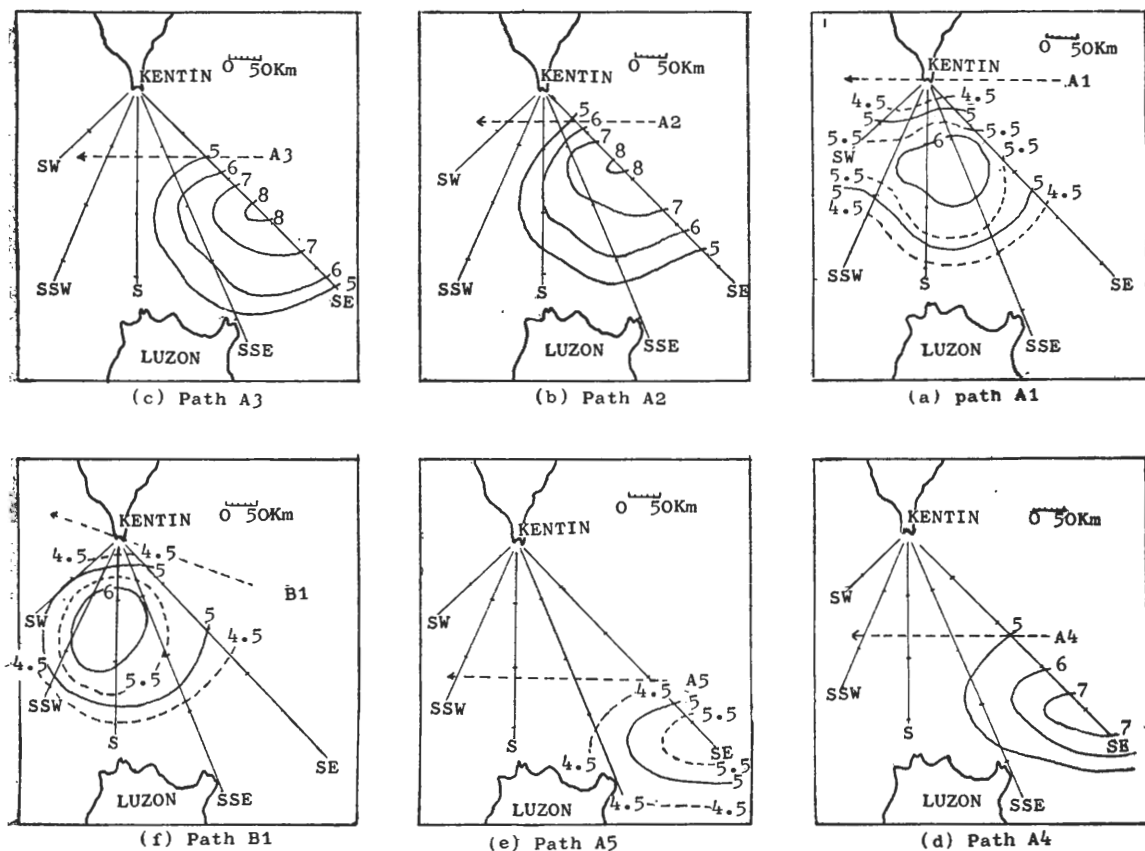 KENTIN
0 50Km
5
6
7
8
8
7
6
5
A3
SW
SSW
S
SE
SSE
LUZON
(c) Path A3
KENTIN
0 50Km
5
6
7
8
8
7
6
5
A2
SW
SSW
S
SE
SSE
LUZON
(b) Path A2
KENTIN
0 50Km
A1
4.5
4.5
5
5
5.5
5.5
5.5
6
SW
5.5
5
4.5
5
4.5
SSW
S
SE
SSE
LUZON
(a) path A1
KENTIN
0 50Km
4.5
4.5
5
B1
6
SW
5
4.5
4.5
5.5
SSW
S
SE
SSE
LUZON
(f) Path B1
KENTIN
0 50Km
SW
A5
4.5
5
5.5
SSW
S
SE
4.5
5.5
5
4.5
4.5
LUZON
(e) Path A5
KENTIN
0 50Km
SW
5
A4
6
7
SSW
S
7
SE
SSE
LUZON
(d) Path A4